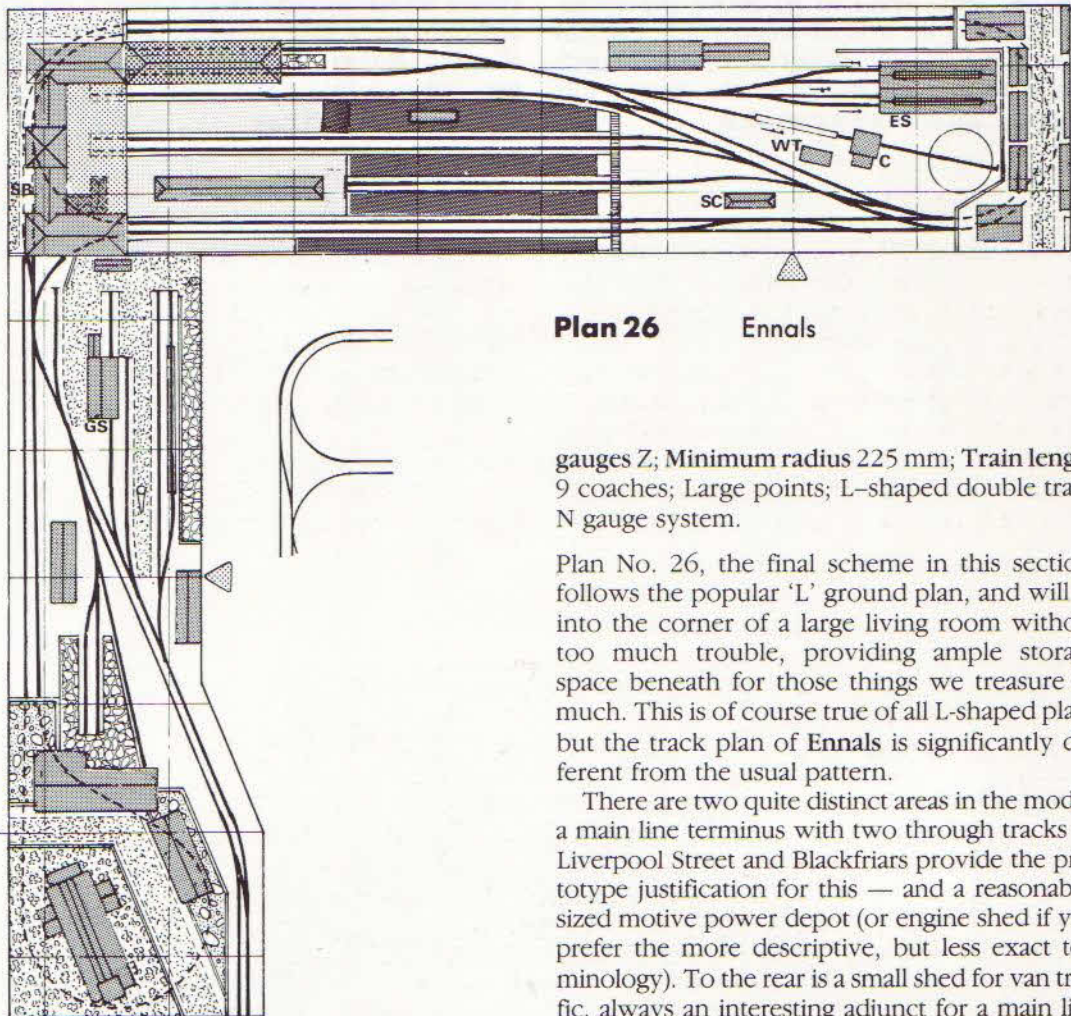 ES
WT
C
SB
SC
Plan 26 Ennals
GS
gauges Z; Minimum radius 225 mm; Train leng
9 coaches; Large points; L–shaped double tra
N gauge system.
Plan No. 26, the final scheme in this sectio
follows the popular ‘L’ ground plan, and will
into the corner of a large living room witho
too much trouble, providing ample stora
space beneath for those things we treasure
much. This is of course true of all L-shaped pla
but the track plan of Ennals is significantly d
ferent from the usual pattern.
There are two quite distinct areas in the mod
a main line terminus with two through tracks
Liverpool Street and Blackfriars provide the pr
totype justification for this — and a reasonab
sized motive power depot (or engine shed if y
prefer the more descriptive, but less exact te
minology). To the rear is a small shed for van tr
fic, always an interesting adjunct for a main li